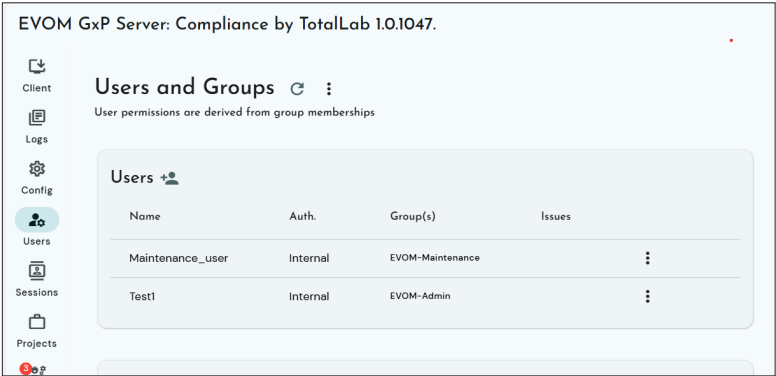 EVOM GxP Server: Compliance by TotalLab 1.0.1047.
Client
Logs
Config
Users
Sessions
Projects
3
Users and Groups
User permissions are derived from group memberships
Users
Name Auth. Group(s) Issues
Maintenance_user Internal EVOM-Maintenance
Test1 Internal EVOM-Admin